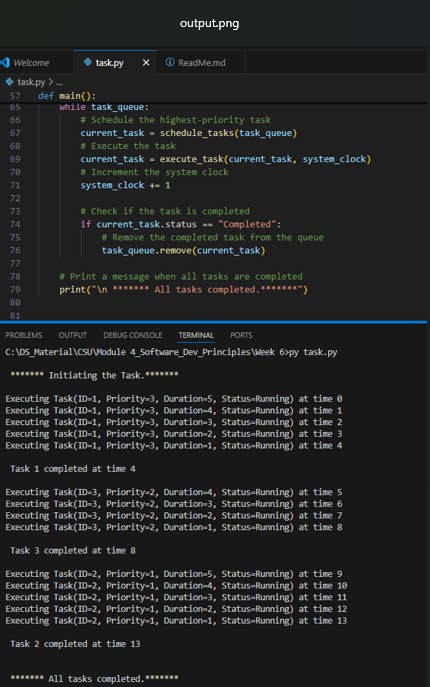 output.png
Welcome
task.py
ReadMe.md
task.py > ...
57 def main():
65 while task_queue:
66 # Schedule the highest-priority task
67 current_task = schedule_tasks(task_queue)
68 # Execute the task
69 current_task = execute_task(current_task, system_clock)
70 # Increment the system clock
71 system_clock += 1
72
73 # Check if the task is completed
74 if current_task.status == "Completed":
75 # Remove the completed task from the queue
76 task_queue.remove(current_task)
77
78 # Print a message when all tasks are completed
79 print("\n ******* All tasks completed.*******")
80
81
PROBLEMS OUTPUT DEBUG CONSOLE TERMINAL PORTS
C:\DS_Material\CSU\Module 4_Software_Dev_Principles\Week 6>py task.py
******* Initiating the Task.*******
Executing Task(ID=1, Priority=3, Duration=5, Status=Running) at time 0
Executing Task(ID=1, Priority=3, Duration=4, Status=Running) at time 1
Executing Task(ID=1, Priority=3, Duration=3, Status=Running) at time 2
Executing Task(ID=1, Priority=3, Duration=2, Status=Running) at time 3
Executing Task(ID=1, Priority=3, Duration=1, Status=Running) at time 4
Task 1 completed at time 4
Executing Task(ID=3, Priority=2, Duration=4, Status=Running) at time 5
Executing Task(ID=3, Priority=2, Duration=3, Status=Running) at time 6
Executing Task(ID=3, Priority=2, Duration=2, Status=Running) at time 7
Executing Task(ID=3, Priority=2, Duration=1, Status=Running) at time 8
Task 3 completed at time 8
Executing Task(ID=2, Priority=1, Duration=5, Status=Running) at time 9
Executing Task(ID=2, Priority=1, Duration=4, Status=Running) at time 10
Executing Task(ID=2, Priority=1, Duration=3, Status=Running) at time 11
Executing Task(ID=2, Priority=1, Duration=2, Status=Running) at time 12
Executing Task(ID=2, Priority=1, Duration=1, Status=Running) at time 13
Task 2 completed at time 13
******* All tasks completed.*******